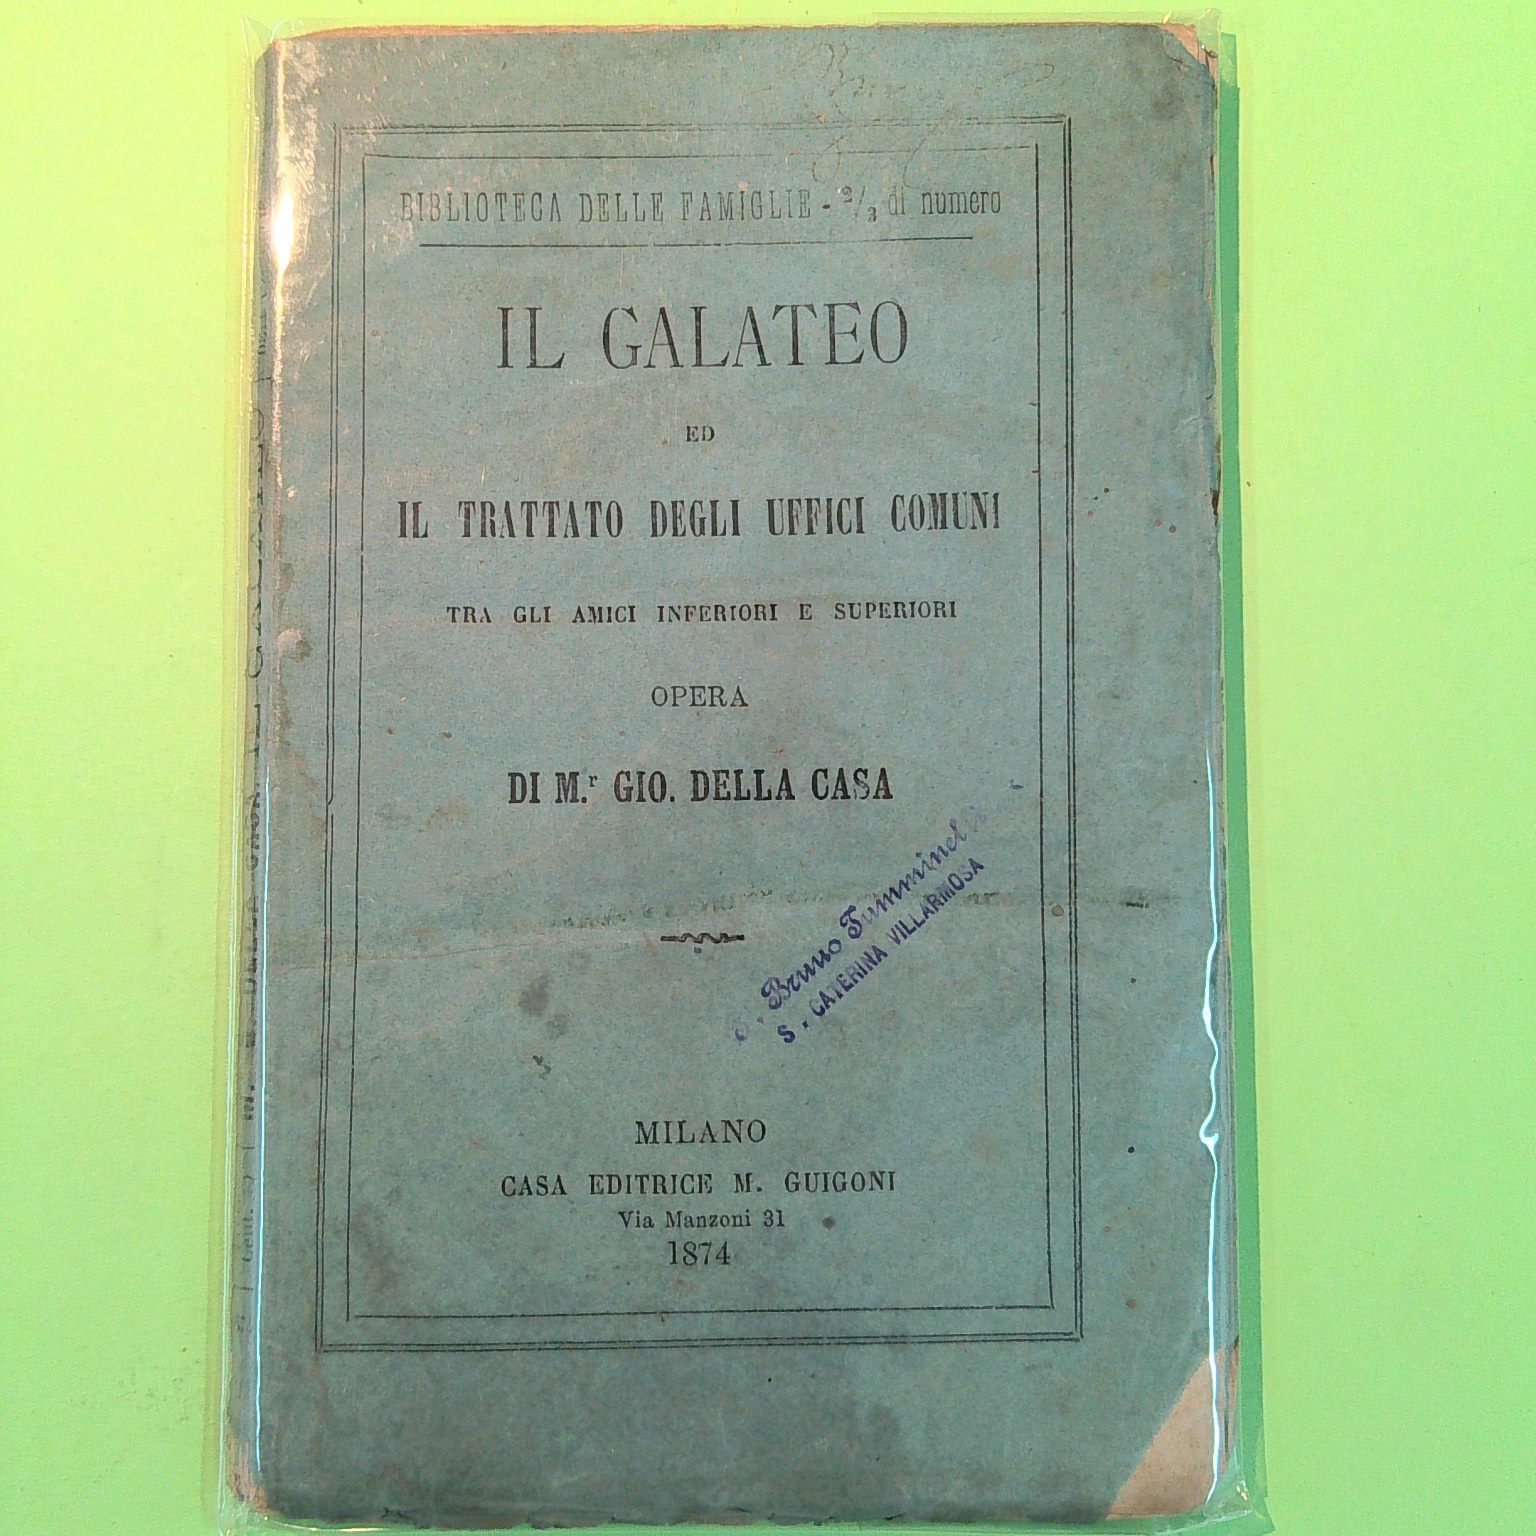 BIBLIOTECA DELLE FAMIGLIE - 2/3 di numero
IL GALATEO
ED
IL TRATTATO DEGLI UFFICI COMUNI
TRA GLI AMICI INFERIORI E SUPERIORI
OPERA
DI M.r GIO. DELLA CASA
Bruno
S. CATERINA VILLARMOSA
MILANO
CASA EDITRICE M. GUIGONI
Via Manzoni 31
1874